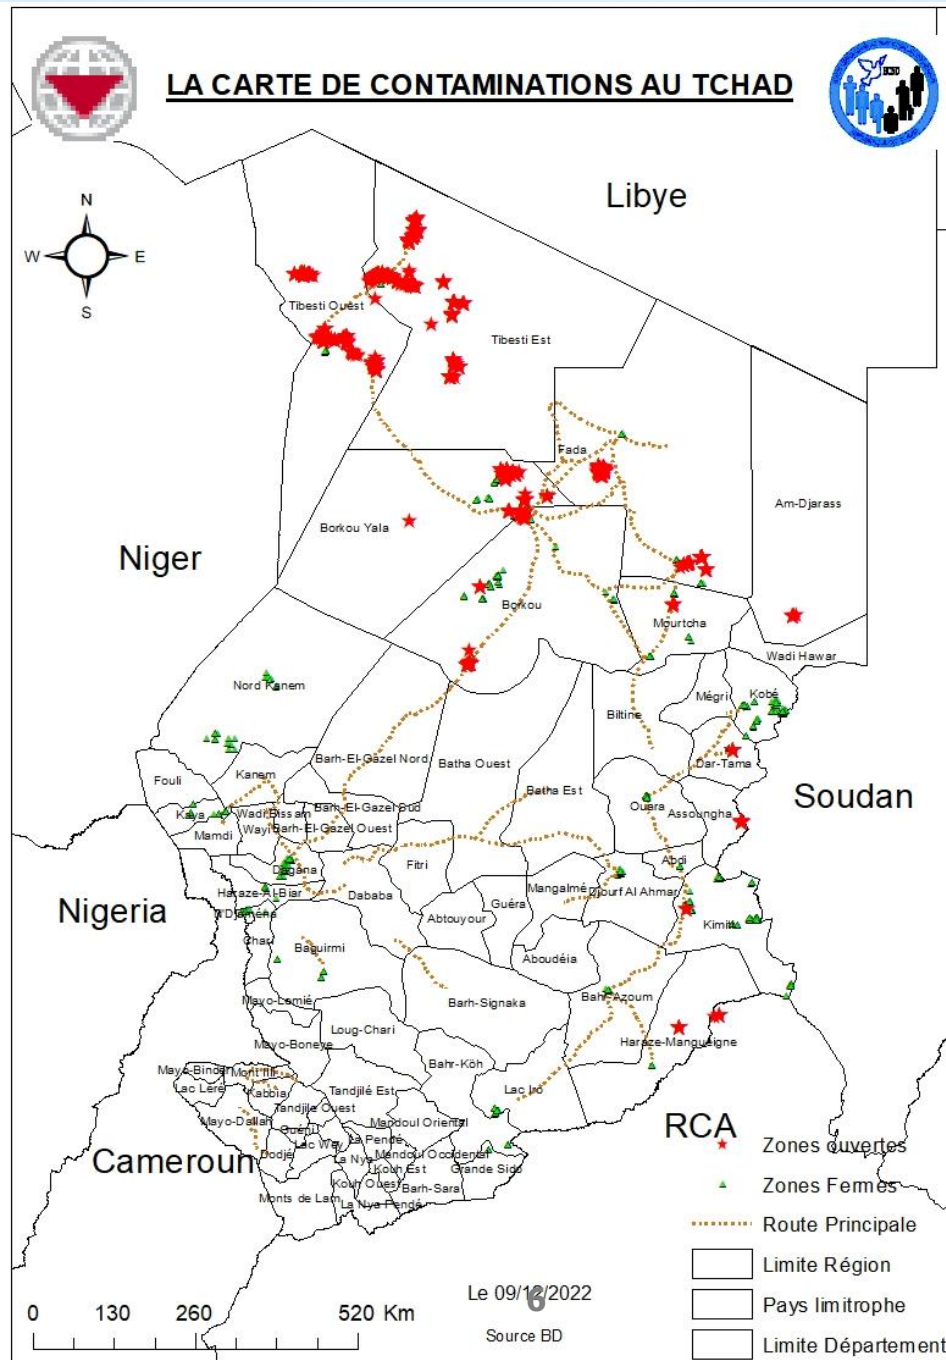 LA CARTE DE CONTAMINATIONS AU TCHAD
Libye
N
W
E
S
Tibesti Ouest
Tibesti Est
Fada
Am-Djarass
Borkou Yala
Niger
Borkou
Mourtcha
Wadi Hawar
Nord Kanem
Mégri
Kobé
Biltine
Barh-El-Gazel Nord
Batha Ouest
Dar-Tama
Fouli
Kanem
Batha Est
Soudan
Barh-El-Gazel Sud
Ouara
Assoungha
Kaya
Wadi Bissam
Mamdi
Wayi
Barh-El-Gazel Ouest
Abdi
Fitri
Dagana
Mangalmé
Djourf Al Ahmar
Haraze-Al-Biar
Dababa
Guéra
Nigeria
N'Djaména
Abtouyour
Kimiti
Chari
Baguirmi
Aboudéia
Mayo-Lemié
Barh-Signaka
Bahr-Azoum
Loug-Chari
Mayo-Boneye
Haraze-Mangueigne
Bahr-Köh
Mayo-Binder
Mont Illi
Lac Léré
Kabbia
Tandjilé Est
Lac Iro
Tandjile Ouest
Mayo-Dallah
Mandoul Oriental
RCA
Guéni
Lac Wey
La Pendé
Zones ouvertes
Cameroun
Dodjé
La Nya
Mandoul Occidental
Kouh Est
Grande Sido
Zones Fermes
Kouh Ouest
Barh-Sara
Monts de Lam
La Nya Pendé
Route Principale
Limite Région
Le 09/12/2022
6
0 130 260 520 Km
Pays limitrophe
Source BD
Limite Département